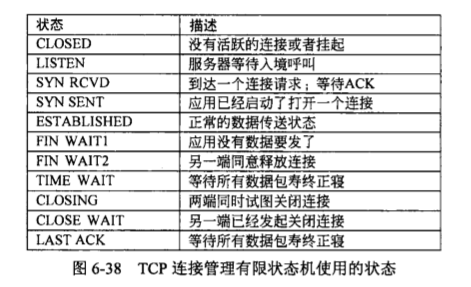 状态 描述
CLOSED 没有活跃的连接或者挂起
LISTEN 服务器等待入境呼叫
SYN RCVD 到达一个连接请求；等待ACK
SYN SENT 应用已经启动了打开一个连接
ESTABLISHED 正常的数据传送状态
FIN WAIT1 应用没有数据要发了
FIN WAIT2 另一端同意释放连接
TIME WAIT 等待所有数据包寿终正寝
CLOSING 两端同时试图关闭连接
CLOSE WAIT 另一端已经发起关闭连接
LAST ACK 等待所有数据包寿终正寝
图 6-38 TCP 连接管理有限状态机使用的状态